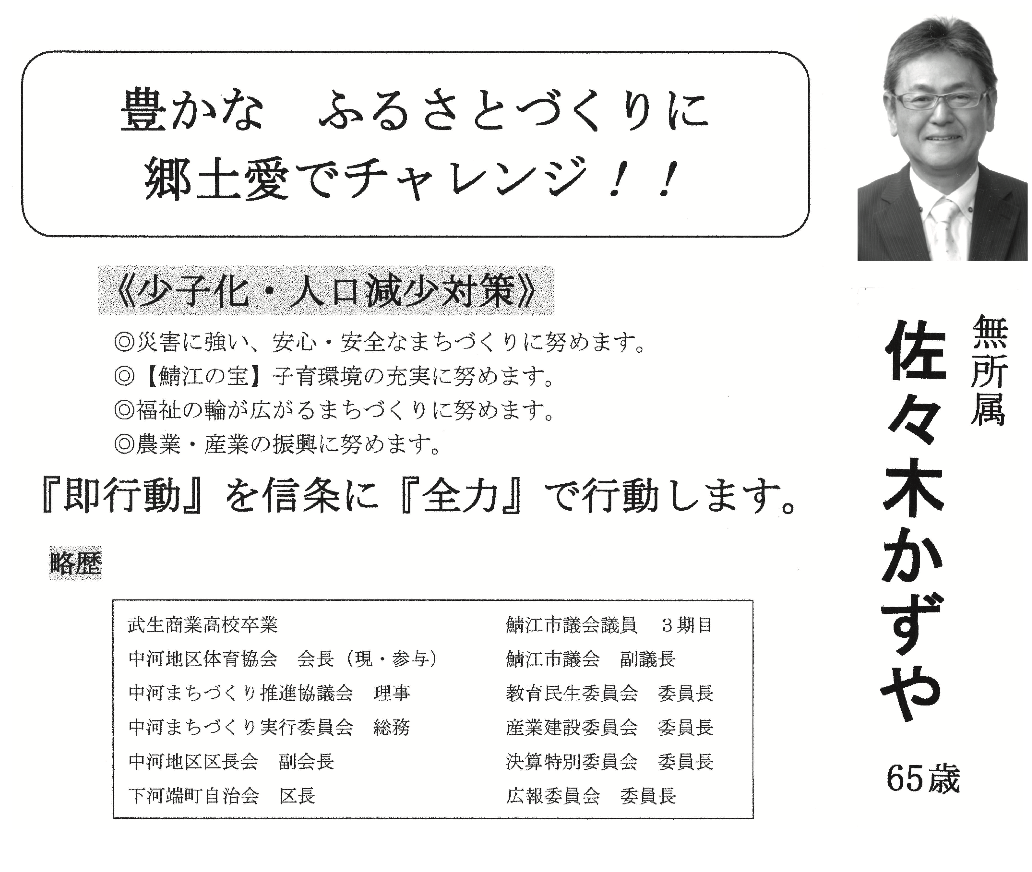 豊かな　ふるさとづくりに
郷土愛でチャレンジ！！
《少子化・人口減少対策》
◎災害に強い、安心・安全なまちづくりに努めます。
◎【鯖江の宝】子育環境の充実に努めます。
◎福祉の輪が広がるまちづくりに努めます。
◎農業・産業の振興に努めます。
『即行動』を信条に『全力』で行動します。
略歴
武生商業高校卒業
中河地区体育協会　会長（現・参与）
中河まちづくり推進協議会　理事
中河まちづくり実行委員会　総務
中河地区区長会　副会長
下河端町自治会　区長
鯖江市議会議員　３期目
鯖江市議会　副議長
教育民生委員会　委員長
産業建設委員会　委員長
決算特別委員会　委員長
広報委員会　委員長
無所属
佐々木かずや
65歳